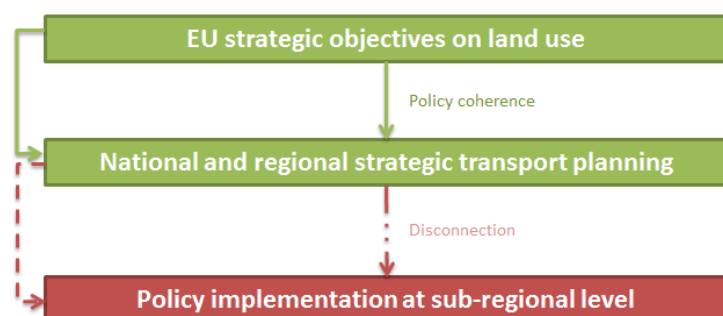 EU strategic objectives on land use
Policy coherence
National and regional strategic transport planning
Disconnection
Policy implementation at sub-regional level